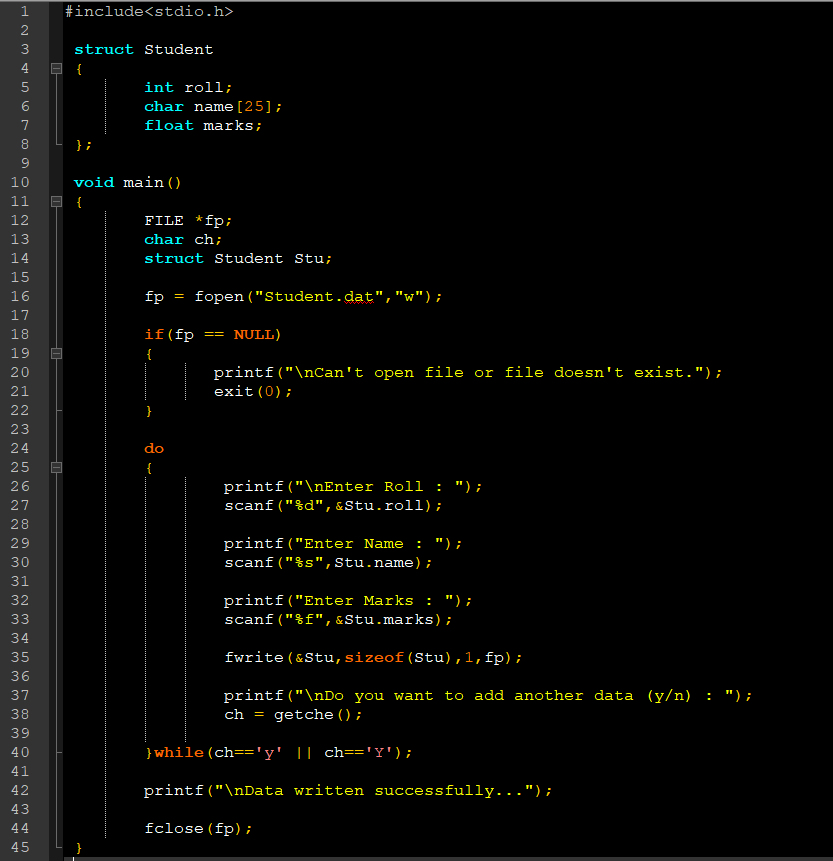 1 #include<stdio.h>
2
3 struct Student
4 {
5 int roll;
6 char name[25];
7 float marks;
8 };
9
10 void main()
11 {
12 FILE *fp;
13 char ch;
14 struct Student Stu;
15
16 fp = fopen("Student.dat","w");
17
18 if(fp == NULL)
19 {
20 printf("\nCan't open file or file doesn't exist.");
21 exit(0);
22 }
23
24 do
25 {
26 printf("\nEnter Roll : ");
27 scanf("%d",&Stu.roll);
28
29 printf("Enter Name : ");
30 scanf("%s",Stu.name);
31
32 printf("Enter Marks : ");
33 scanf("%f",&Stu.marks);
34
35 fwrite(&Stu,sizeof(Stu),1,fp);
36
37 printf("\nDo you want to add another data (y/n) : ");
38 ch = getche();
39
40 }while(ch=='y' || ch=='Y');
41
42 printf("\nData written successfully...");
43
44 fclose(fp);
45 }